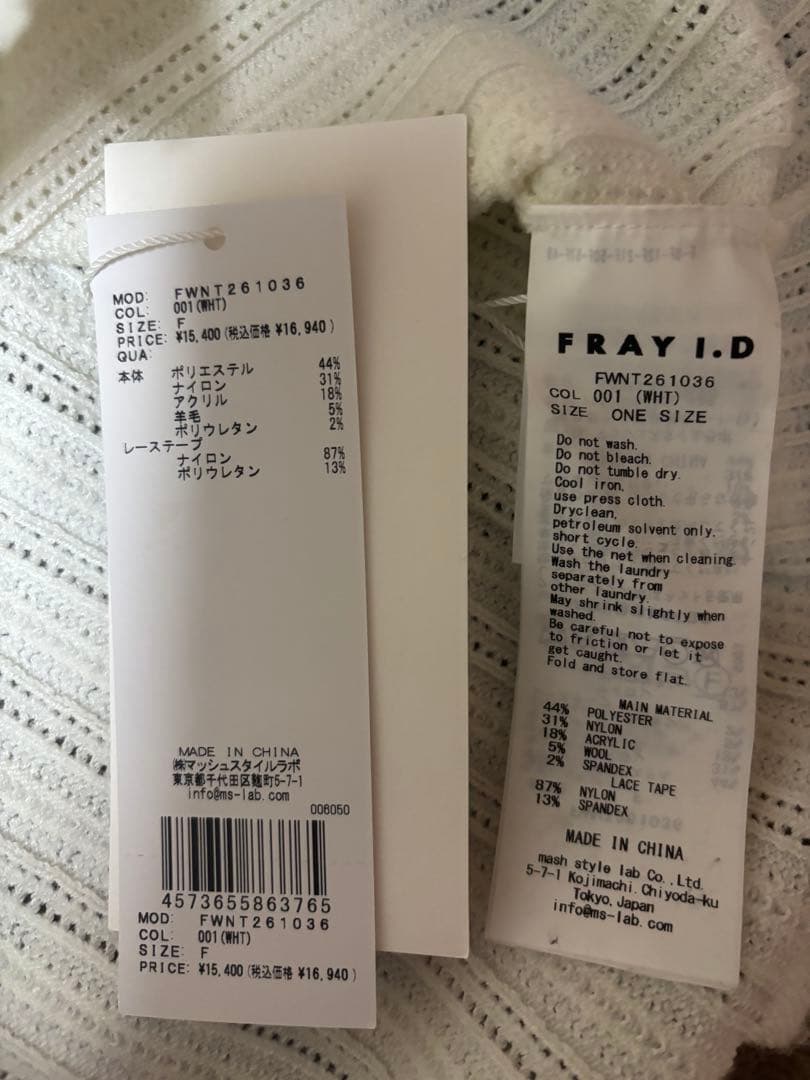 MOD: FWNT261036
COL: 001(WHT)
SIZE: F
PRICE: ¥15,400(税込価格 ¥16,940)
QUA:
本体 ポリエステル 44%
ナイロン 31%
アクリル 18%
羊毛 5%
ポリウレタン 2%
レーステープ
ナイロン 87%
ポリウレタン 13%
MADE IN CHINA
㈱マッシュスタイルラボ
東京都千代田区麹町5-7-1
info@ms-lab.com
006050
4573655863765
MOD: FWNT261036
COL: 001(WHT)
SIZE: F
PRICE: ¥15,400(税込価格 ¥16,940)
FRAY I.D
FWNT261036
COL 001 (WHT)
SIZE ONE SIZE
Do not wash.
Do not bleach.
Do not tumble dry.
Cool iron.
use press cloth.
Dryclean,
petroleum solvent only.
short cycle.
Use the net when cleaning.
Wash the laundry
separately from
other laundry.
May shrink slightly when
washed.
Be careful not to expose
to friction or let it
get caught.
Fold and store flat.
MAIN MATERIAL
44% POLYESTER
31% NYLON
18% ACRYLIC
5% WOOL
2% SPANDEX
LACE TAPE
87% NYLON
13% SPANDEX
MADE IN CHINA
mash style lab Co.,Ltd.
5-7-1 Kojimachi.Chiyoda-ku
Tokyo,Japan
info@ms-lab.com